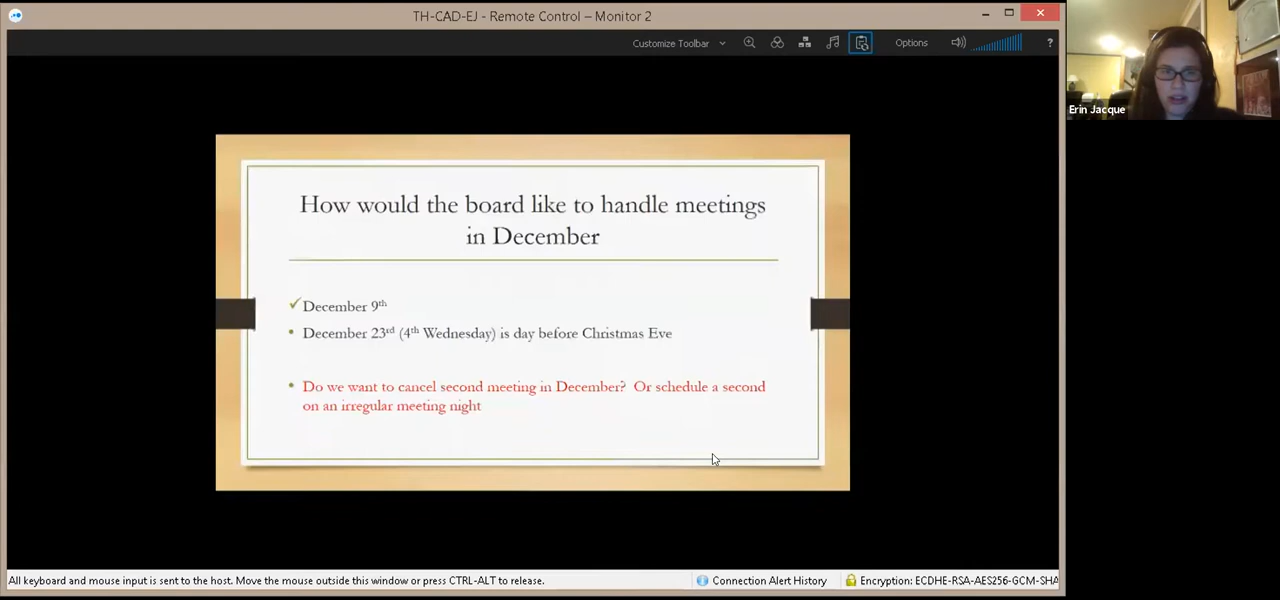 TH-CAD-EJ - Remote Control – Monitor 2
Customize Toolbar
Options
?
Erin Jacque
How would the board like to handle meetings
in December
December 9th
December 23rd (4th Wednesday) is day before Christmas Eve
Do we want to cancel second meeting in December? Or schedule a second
on an irregular meeting night
All keyboard and mouse input is sent to the host. Move the mouse outside this window or press CTRL-ALT to release.
Connection Alert History
Encryption: ECDHE-RSA-AES256-GCM-SHA